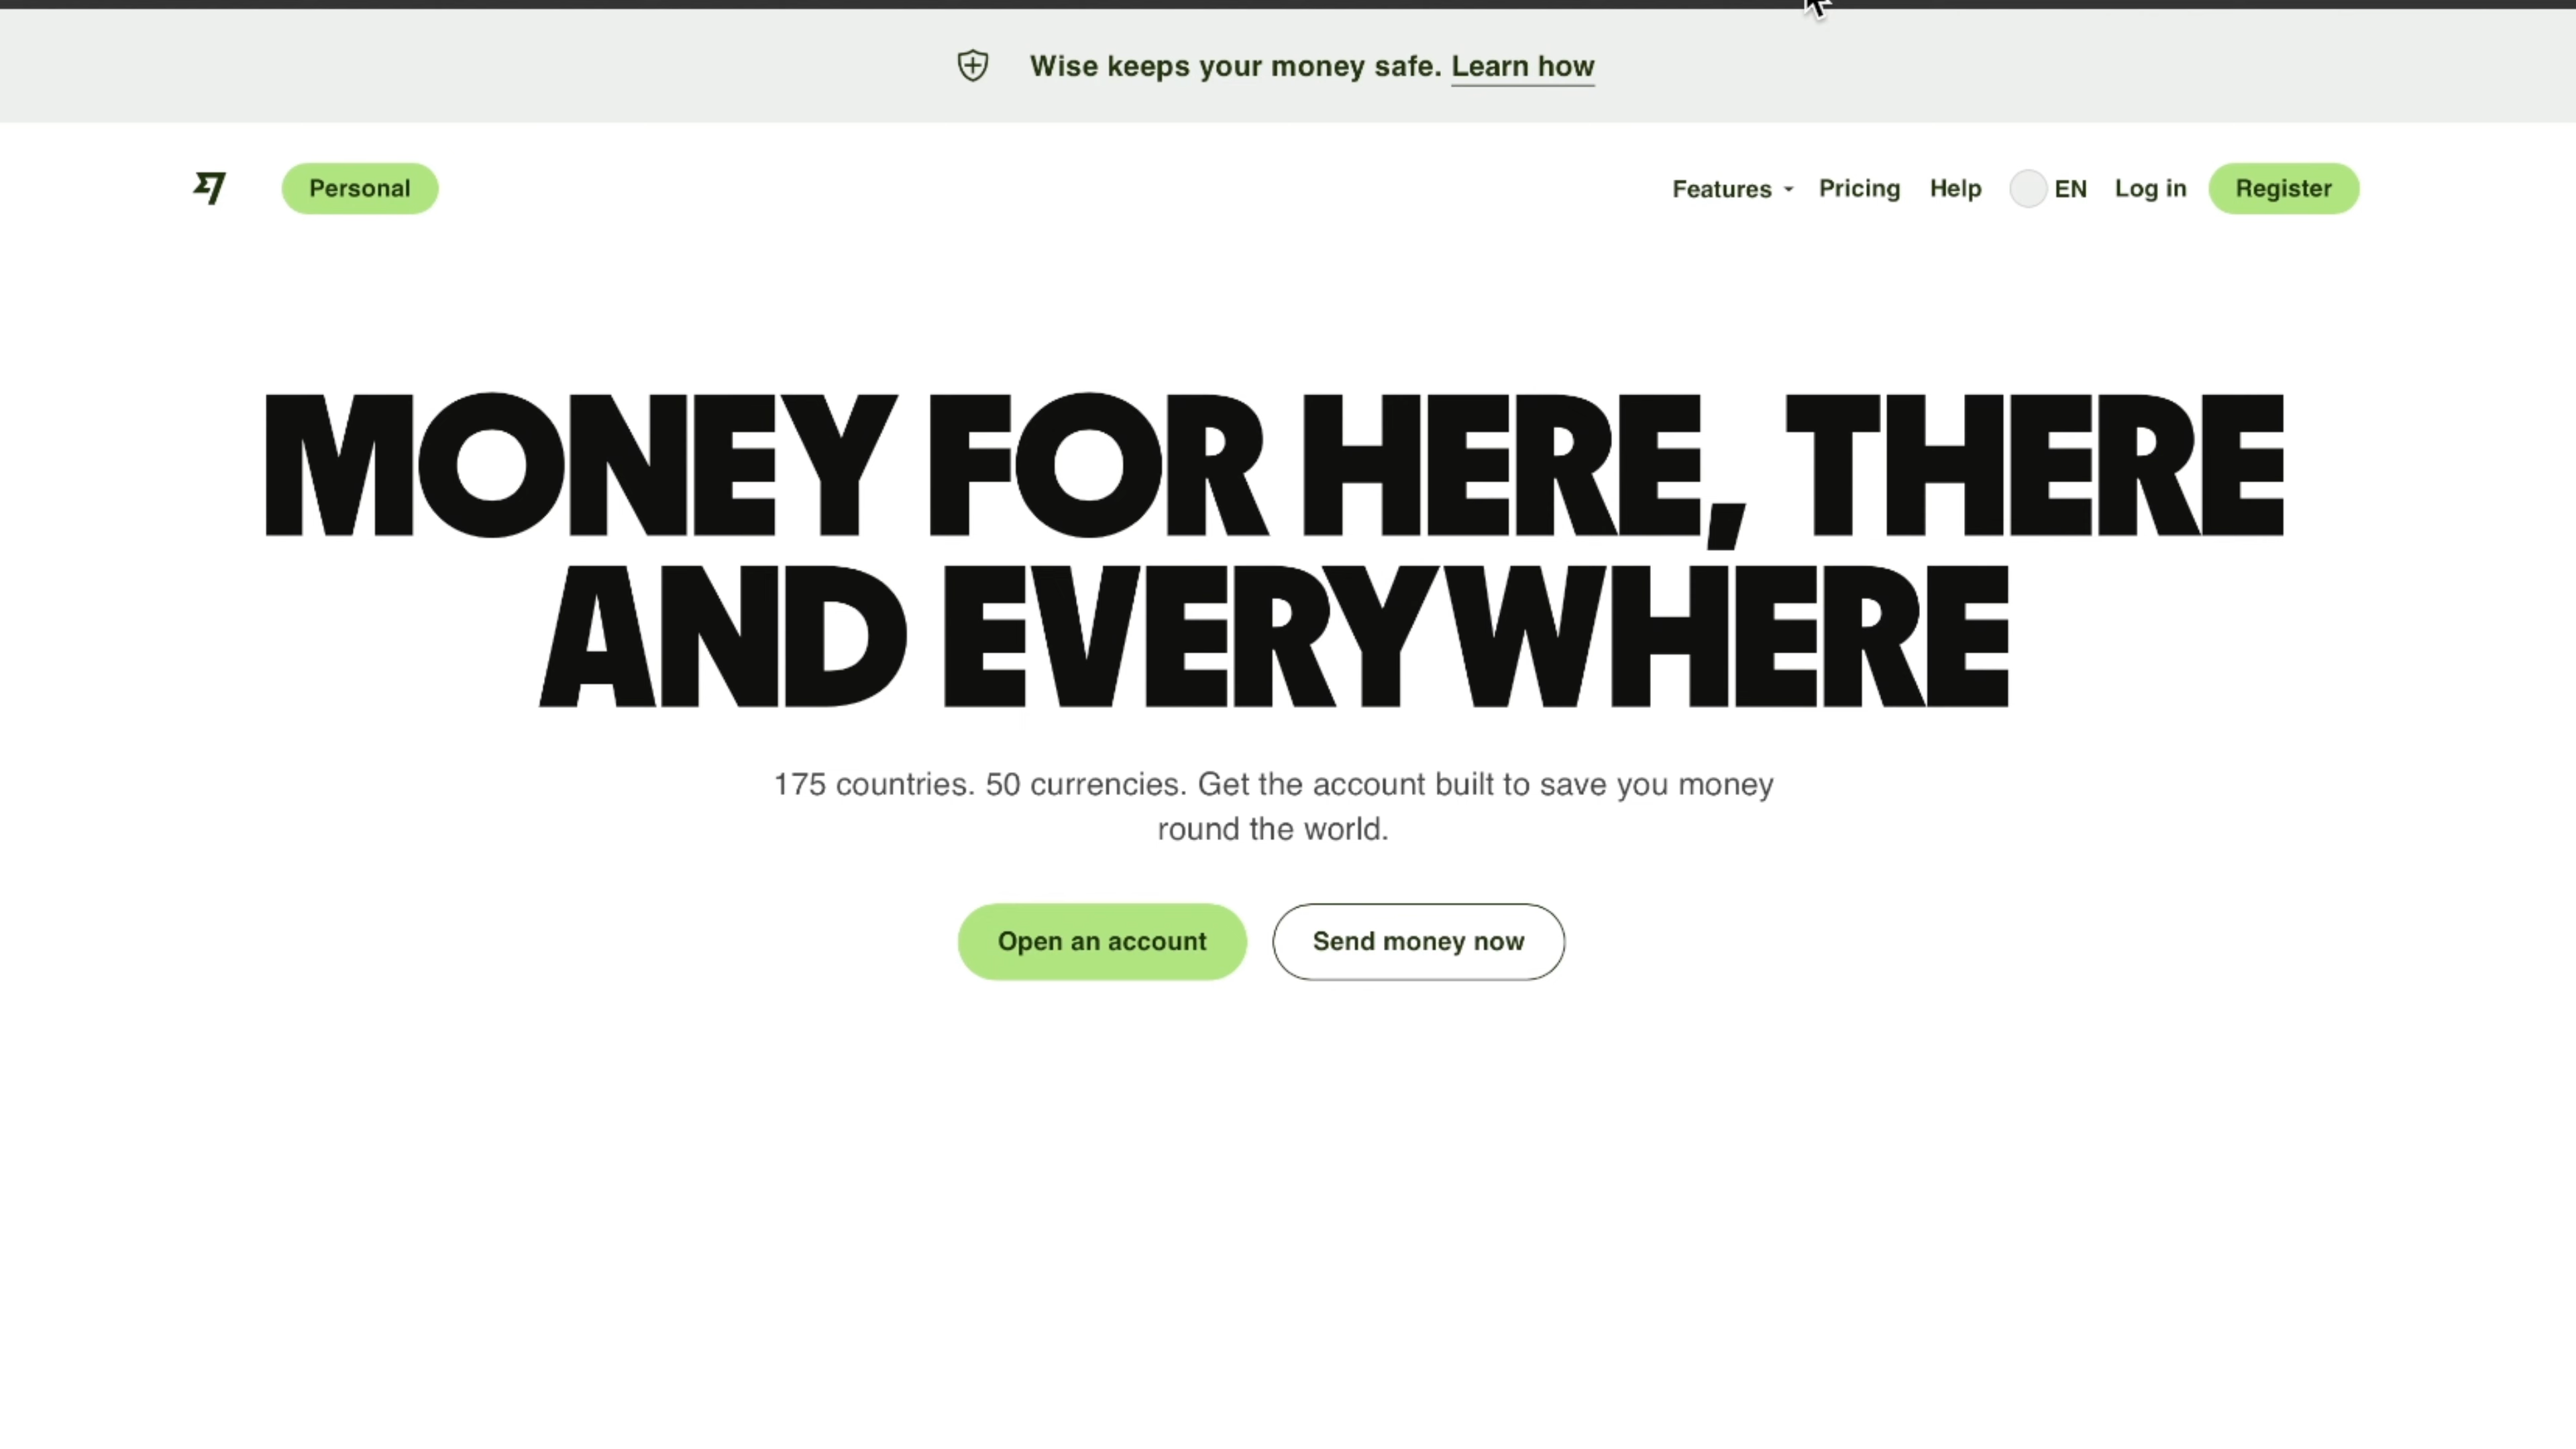 Wise keeps your money safe. Learn how
Personal
Features
Pricing
Help
EN
Log in
Register
MONEY FOR HERE, THERE
AND EVERYWHERE
175 countries. 50 currencies. Get the account built to save you money
round the world.
Open an account
Send money now